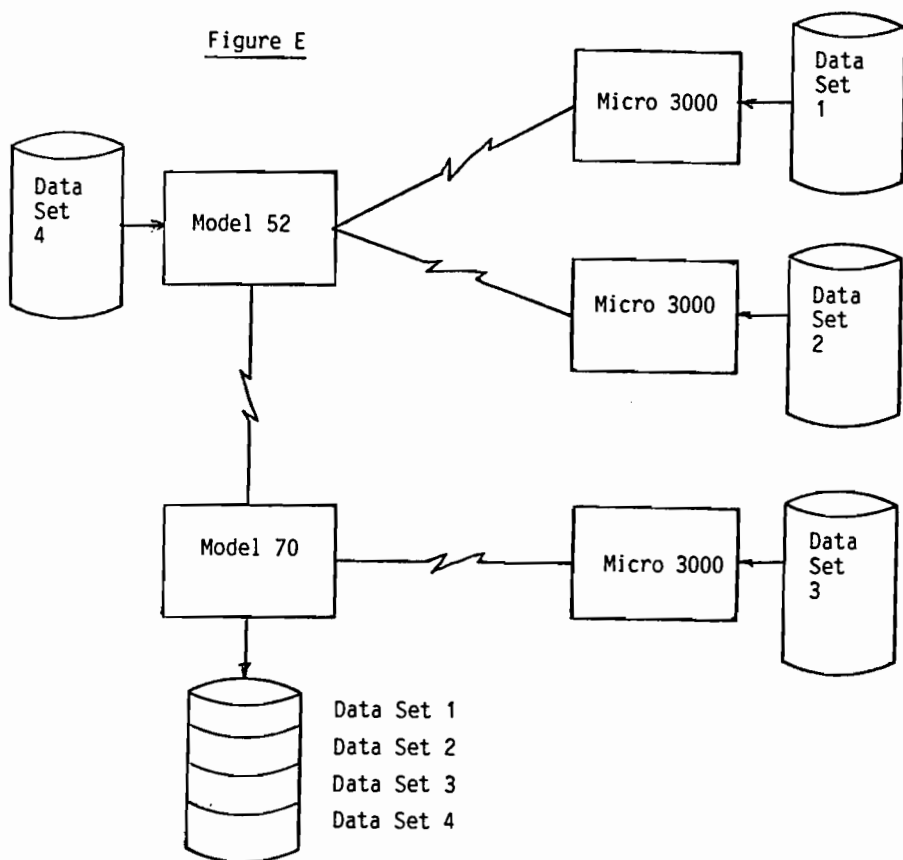 Figure E
Micro 3000
Data
Set
1
Data
Set
4
Model 52
Micro 3000
Data
Set
2
Model 70
Micro 3000
Data
Set
3
Data Set 1
Data Set 2
Data Set 3
Data Set 4